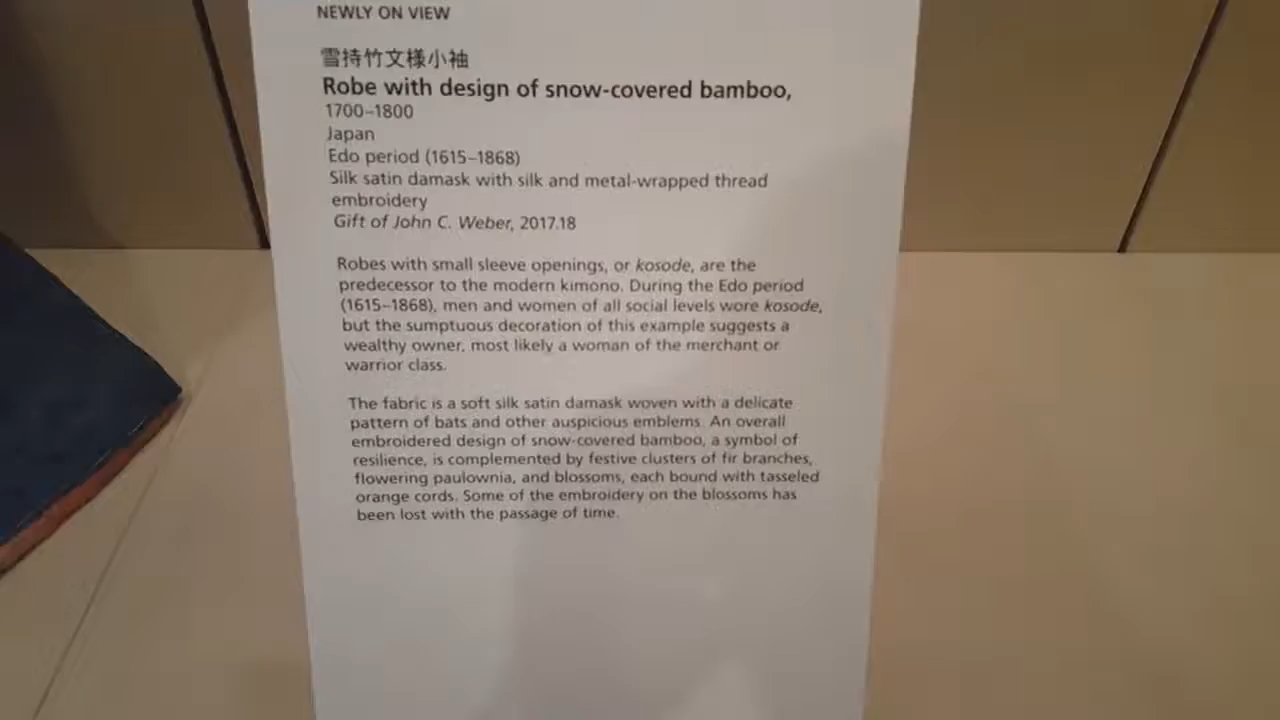 NEWLY ON VIEW
雪持竹文様小袖
Robe with design of snow-covered bamboo,
1700–1800
Japan
Edo period (1615–1868)
Silk satin damask with silk and metal-wrapped thread
embroidery
Gift of John C. Weber, 2017.18
Robes with small sleeve openings, or kosode, are the
predecessor to the modern kimono. During the Edo period
(1615–1868), men and women of all social levels wore kosode,
but the sumptuous decoration of this example suggests a
wealthy owner, most likely a woman of the merchant or
warrior class.
The fabric is a soft silk satin damask woven with a delicate
pattern of bats and other auspicious emblems. An overall
embroidered design of snow-covered bamboo, a symbol of
resilience, is complemented by festive clusters of fir branches,
flowering paulownia, and blossoms, each bound with tasseled
orange cords. Some of the embroidery on the blossoms has
been lost with the passage of time.